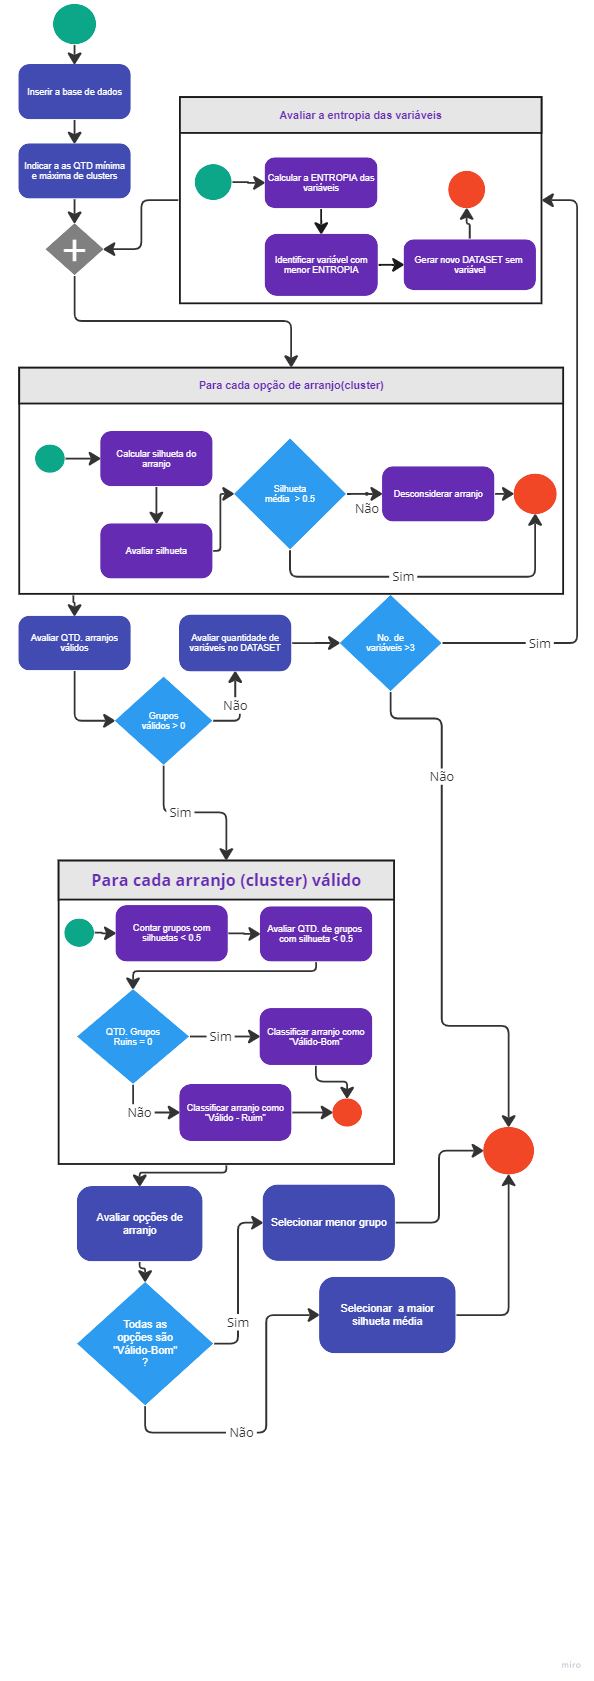 Inserir a base de dados
Indicar a as QTD mínima
e máxima de clusters
Avaliar a entropia das variáveis
Calcular a ENTROPIA das
variáveis
Identificar variável com
menor ENTROPIA
Gerar novo DATASET sem
variável
Para cada opção de arranjo(cluster)
Calcular silhueta do
arranjo
Avaliar silhueta
Silhueta
média > 0.5
Não
Desconsiderar arranjo
Sim
Avaliar QTD. arranjos
válidos
Grupos
válidos > 0
Não
Avaliar quantidade de
variáveis no DATASET
No. de
variáveis >3
Sim
Não
Sim
Para cada arranjo (cluster) válido
Contar grupos com
silhuetas < 0.5
Avaliar QTD. de grupos
com silhueta < 0.5
QTD. Grupos
Ruins = 0
Sim
Classificar arranjo como
"Válido-Bom"
Não
Classificar arranjo como
"Válido - Ruim"
Avaliar opções de
arranjo
Selecionar menor grupo
Todas as
opções são
"Válido-Bom"
?
Sim
Selecionar a maior
silhueta média
Não
miro